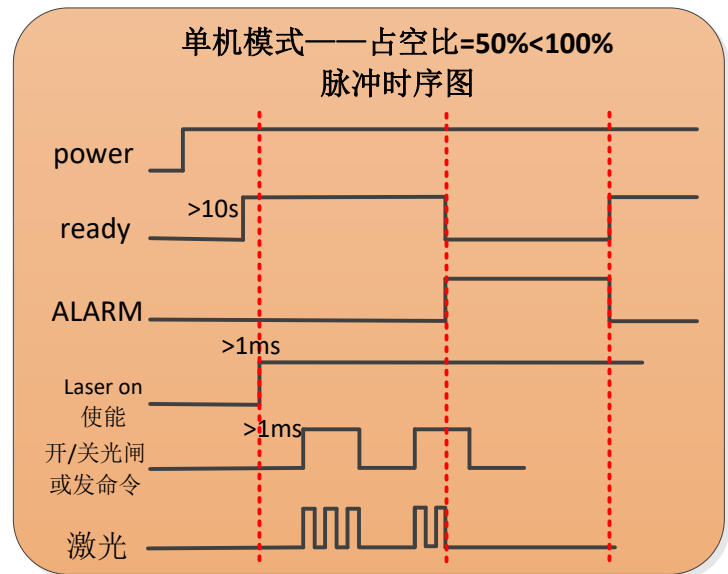 单机模式——占空比=50%<100%
脉冲时序图
power
>10s
ready
ALARM
>1ms
Laser on
使能
>1ms
开/关光闸
或发命令
激光